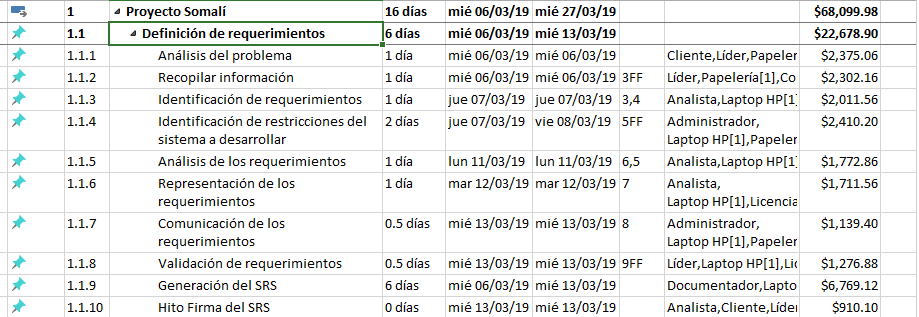 1 Proyecto Somalí 16 días mié 06/03/19 mié 27/03/19 $68,099.98
1.1 Definición de requerimientos 6 días mié 06/03/19 mié 13/03/19 $22,678.90
1.1.1 Análisis del problema 1 día mié 06/03/19 mié 06/03/19 Cliente,Líder,Papeler $2,375.06
1.1.2 Recopilar información 1 día mié 06/03/19 mié 06/03/19 3FF Líder,Papelería[1],Co $2,302.16
1.1.3 Identificación de requerimientos 1 día jue 07/03/19 jue 07/03/19 3,4 Analista,Laptop HP[1] $2,011.56
1.1.4 Identificación de restricciones del 2 días jue 07/03/19 vie 08/03/19 5FF Administrador, $2,410.20
sistema a desarrollar Laptop HP[1],Papeler
1.1.5 Análisis de los requerimientos 1 día lun 11/03/19 lun 11/03/19 6,5 Analista,Laptop HP[1] $1,772.86
1.1.6 Representación de los 1 día mar 12/03/19 mar 12/03/19 7 Analista, $1,711.56
requerimientos Laptop HP[1],Licencia
1.1.7 Comunicación de los 0.5 días mié 13/03/19 mié 13/03/19 8 Administrador, $1,139.40
requerimientos Laptop HP[1],Papeler
1.1.8 Validación de requerimientos 0.5 días mié 13/03/19 mié 13/03/19 9FF Líder,Laptop HP[1],Lic $1,276.88
1.1.9 Generación del SRS 6 días mié 06/03/19 mié 13/03/19 Documentador,Lapto $6,769.12
1.1.10 Hito Firma del SRS 0 días mié 13/03/19 mié 13/03/19 Analista,Cliente,Líder $910.10